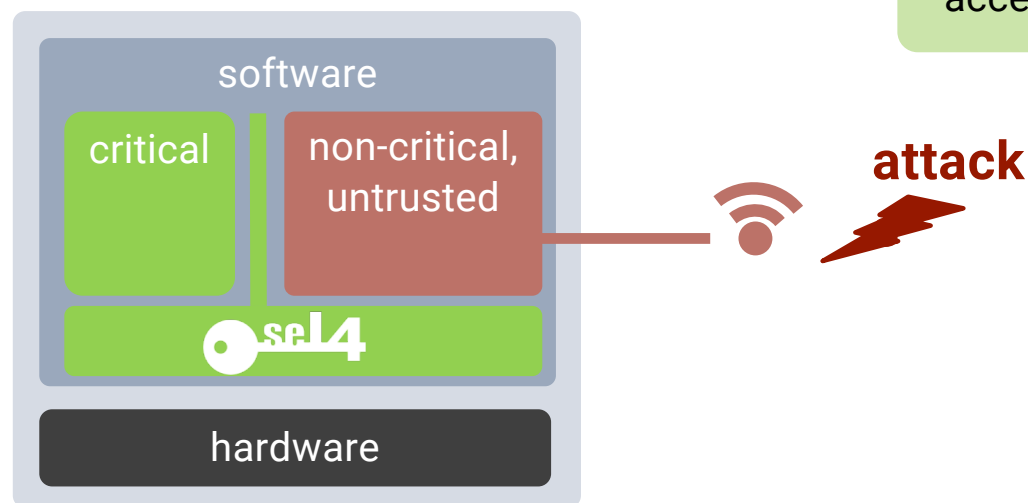 software
critical
non-critical,
untrusted
attack
seL4
hardware